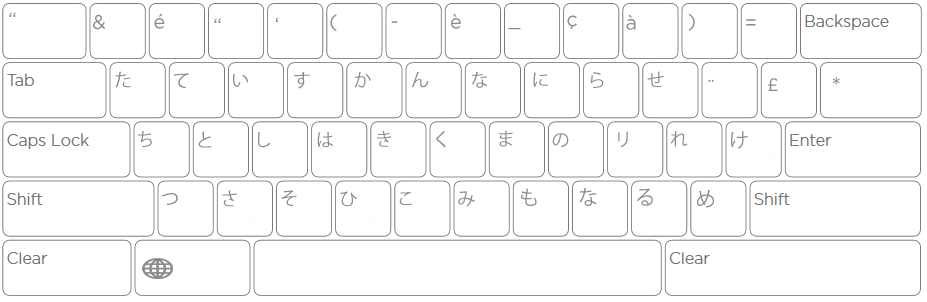 “ & é “ ‘ ( - è _ ç à ) = Backspace
Tab た て い す か ん な に ら せ ¨ £ *
Caps Lock ち と し は き く ま の り れ け Enter
Shift つ さ そ ひ こ み も な る め Shift
Clear Clear